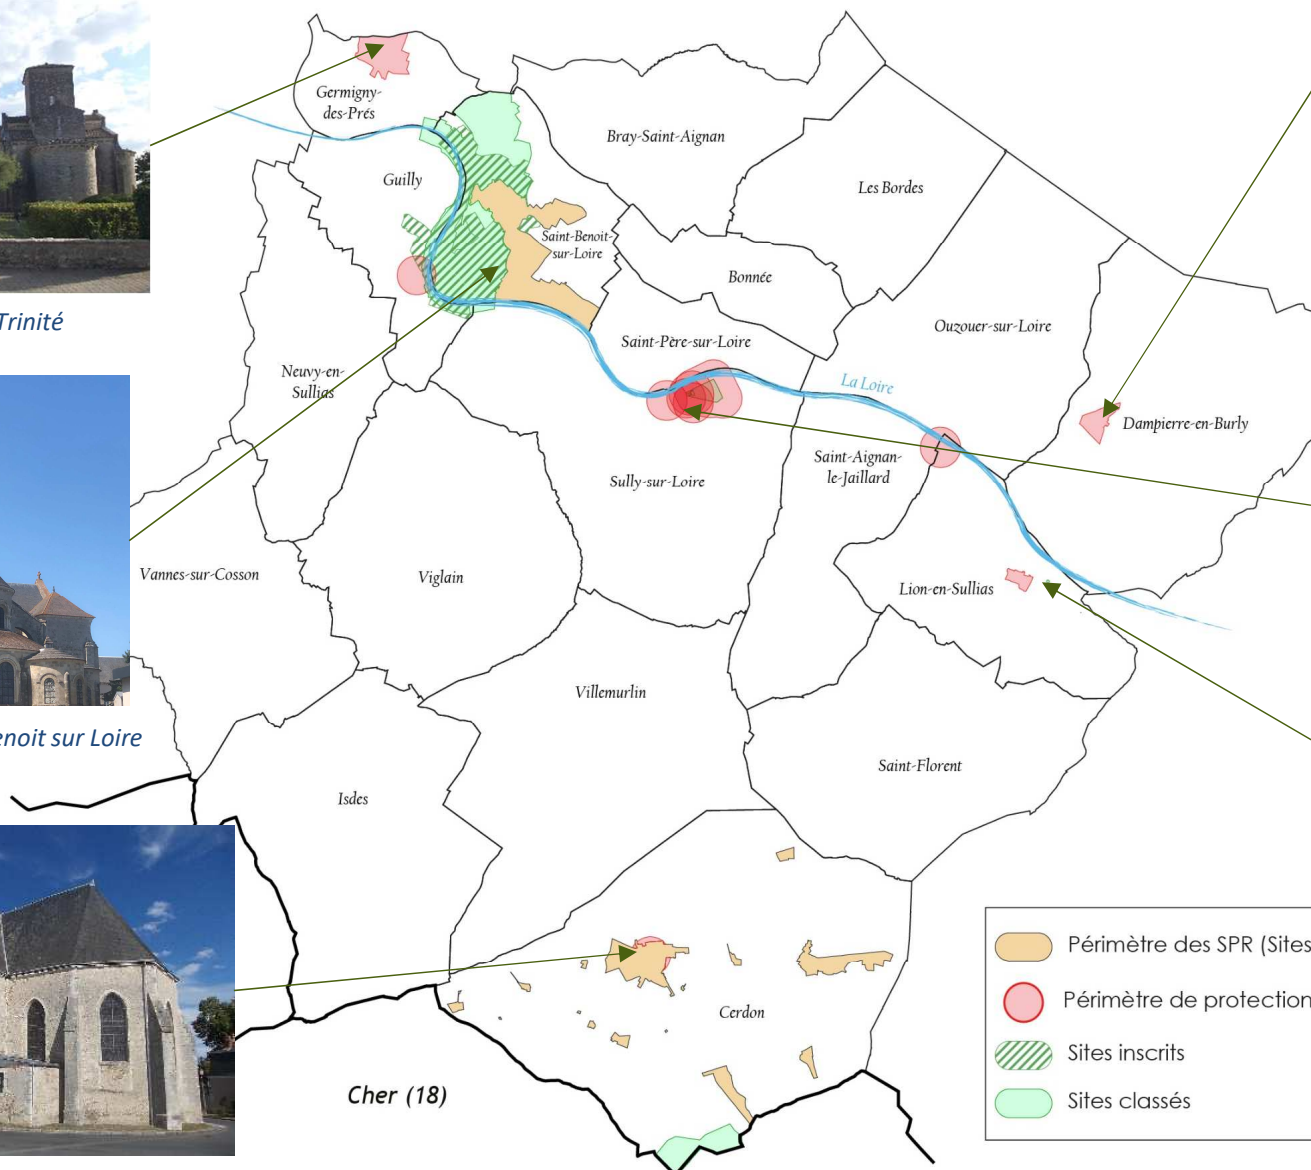 Germigny-
des-Prés
Bray-Saint-Aignan
Les Bordes
Guilly
Saint-Benoit-
sur-Loire
Bonnée
Ouzouer-sur-Loire
Trinité
Saint-Père-sur-Loire
Neuvy-en-
Sullias
La Loire
Dampierre-en-Burly
Saint-Aignan-
le-Jaillard
Sully-sur-Loire
Vannes-sur-Cosson
Viglain
Lion-en-Sullias
Villemurlin
enoit sur Loire
Saint-Florent
Isdes
Cerdon
Cher (18)
Périmètre des SPR (Sites
Périmètre de protection
Sites inscrits
Sites classés